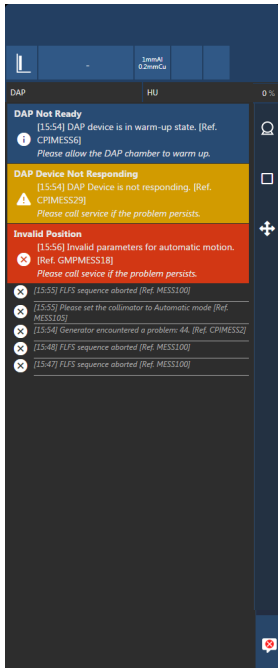 1mmAl
0.2mmCu
-
DAP
HU
0 %
DAP Not Ready
[15:54] DAP device is in warm-up state. [Ref.
CPIMESS6]
Please allow the DAP chamber to warm up.
DAP Device Not Responding
[15:54] DAP Device is not responding. [Ref.
CPIMESS29]
Please call service if the problem persists.
Invalid Position
[15:56] Invalid parameters for automatic motion.
[Ref. GMPMESS18]
Please call sevice if the problem persists.
[15:55] FLFS sequence aborted [Ref. MESS100]
[15:55] Please set the collimator to Automatic mode [Ref.
MESS105]
[15:54] Generator encountered a problem: 44. [Ref. CPIMESS2]
[15:48] FLFS sequence aborted [Ref. MESS100]
[15:47] FLFS sequence aborted [Ref. MESS100]